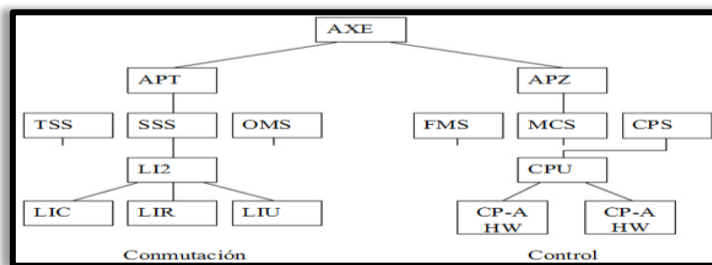 AXE
APT
APZ
TSS
SSS
OMS
FMS
MCS
CPS
LI2
CPU
LIC
LIR
LIU
CP-A
HW
CP-A
HW
Conmutación
Control